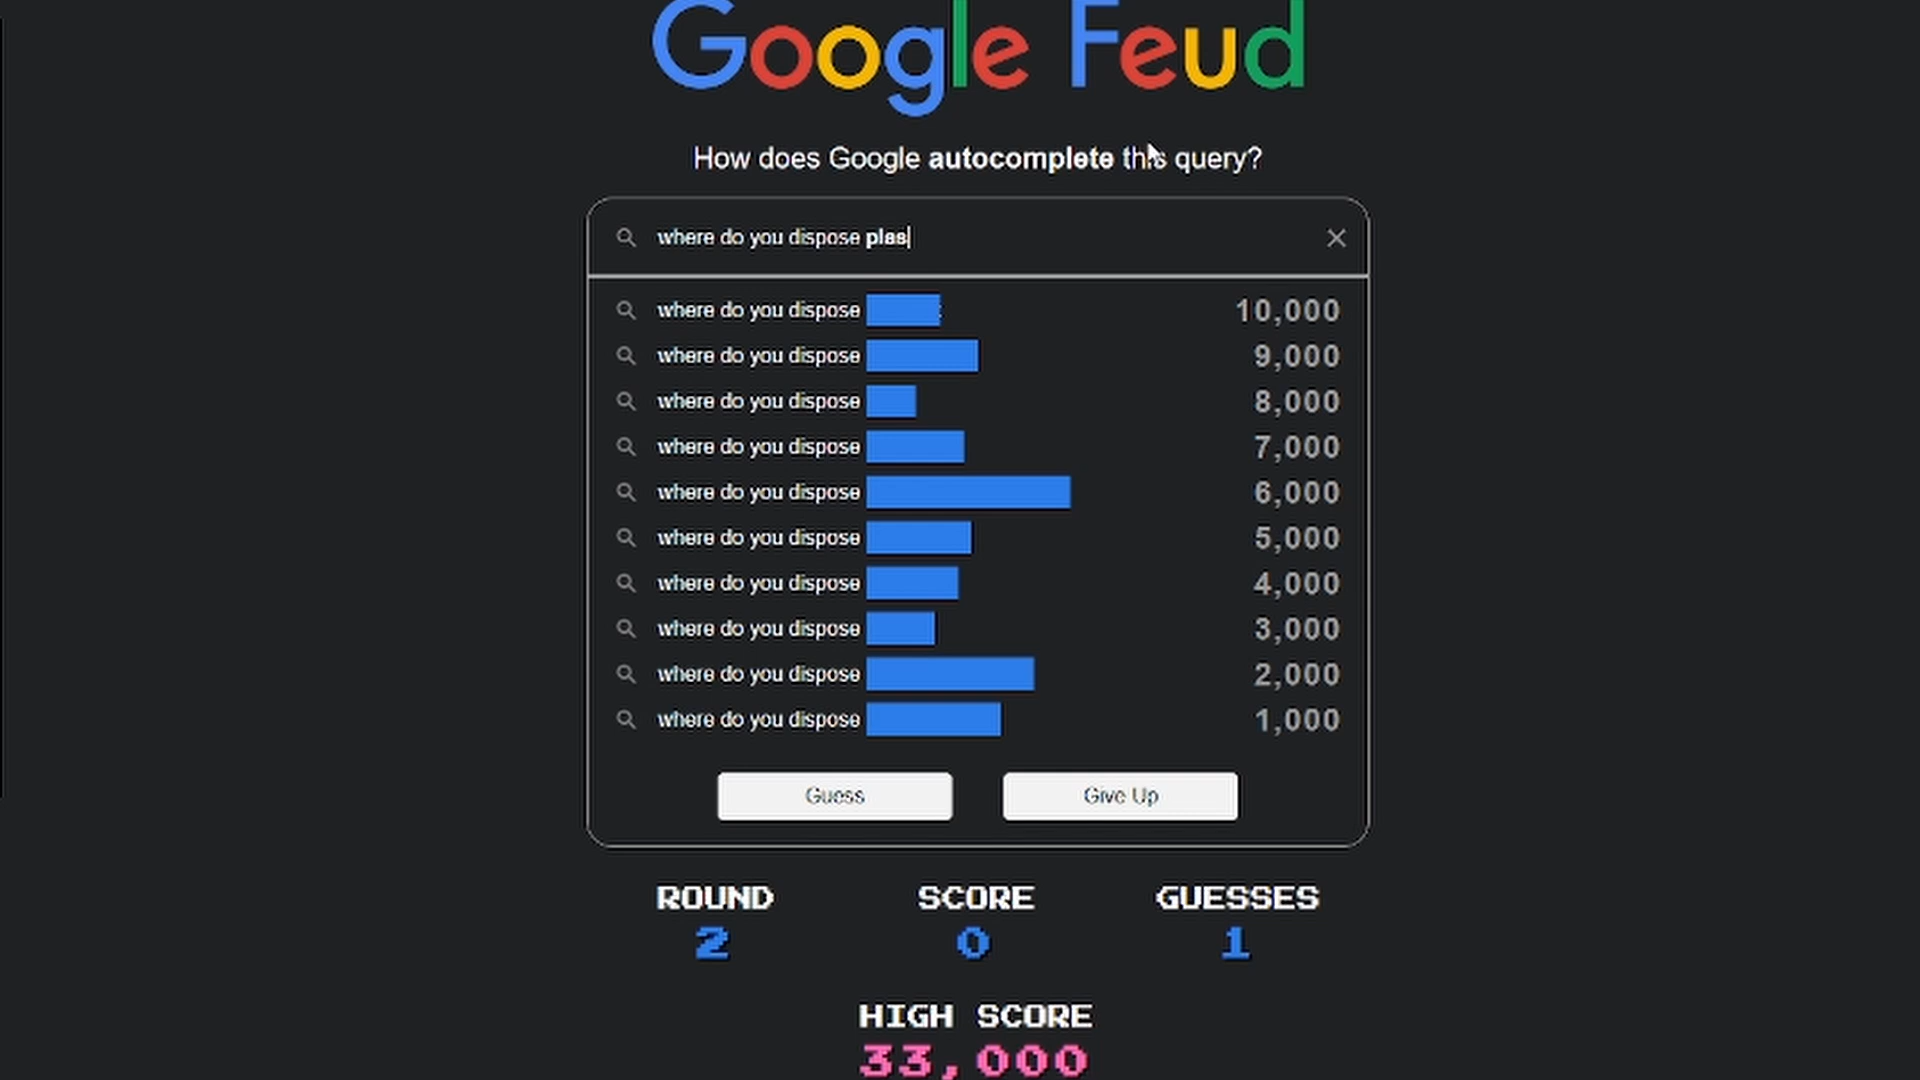 Google Feud
How does Google autocomplete this query?
where do you dispose plas
where do you dispose 10,000
where do you dispose 9,000
where do you dispose 8,000
where do you dispose 7,000
where do you dispose 6,000
where do you dispose 5,000
where do you dispose 4,000
where do you dispose 3,000
where do you dispose 2,000
where do you dispose 1,000
Guess Give Up
ROUND SCORE GUESSES
2 0 1
HIGH SCORE
33,000